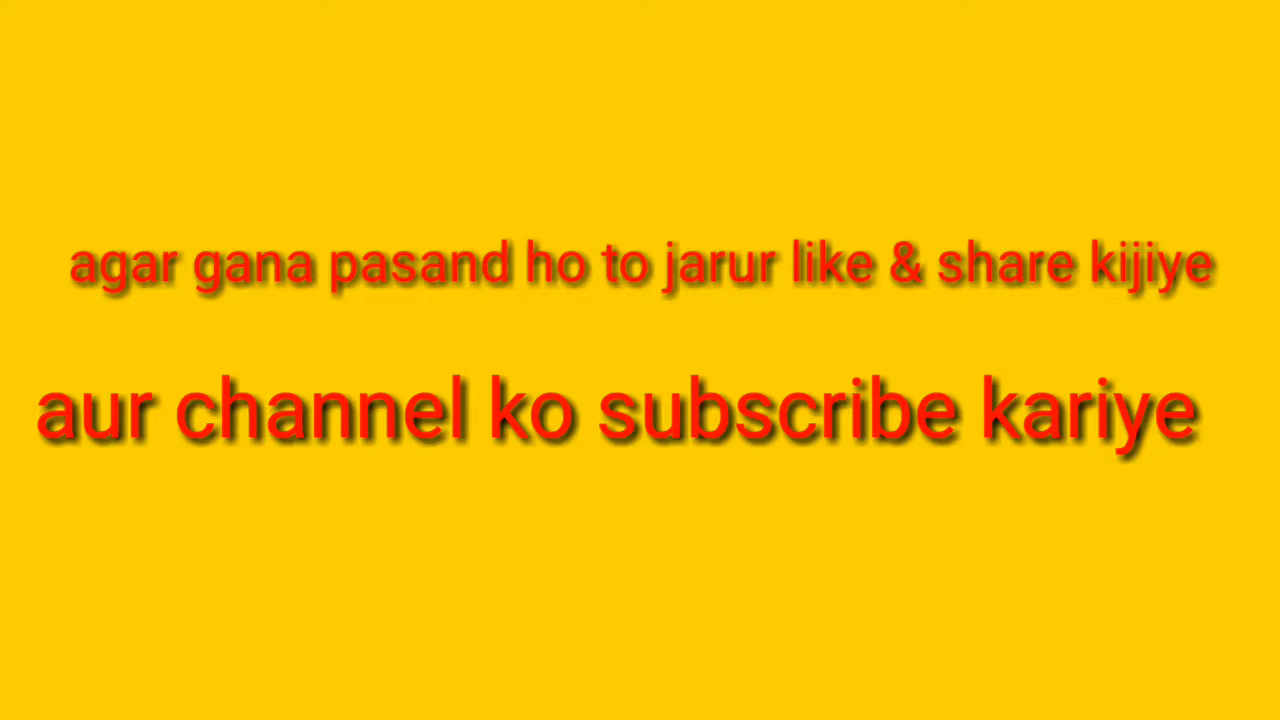 agar gana pasand ho to jarur like & share kijiye
aur channel ko subscribe kariye